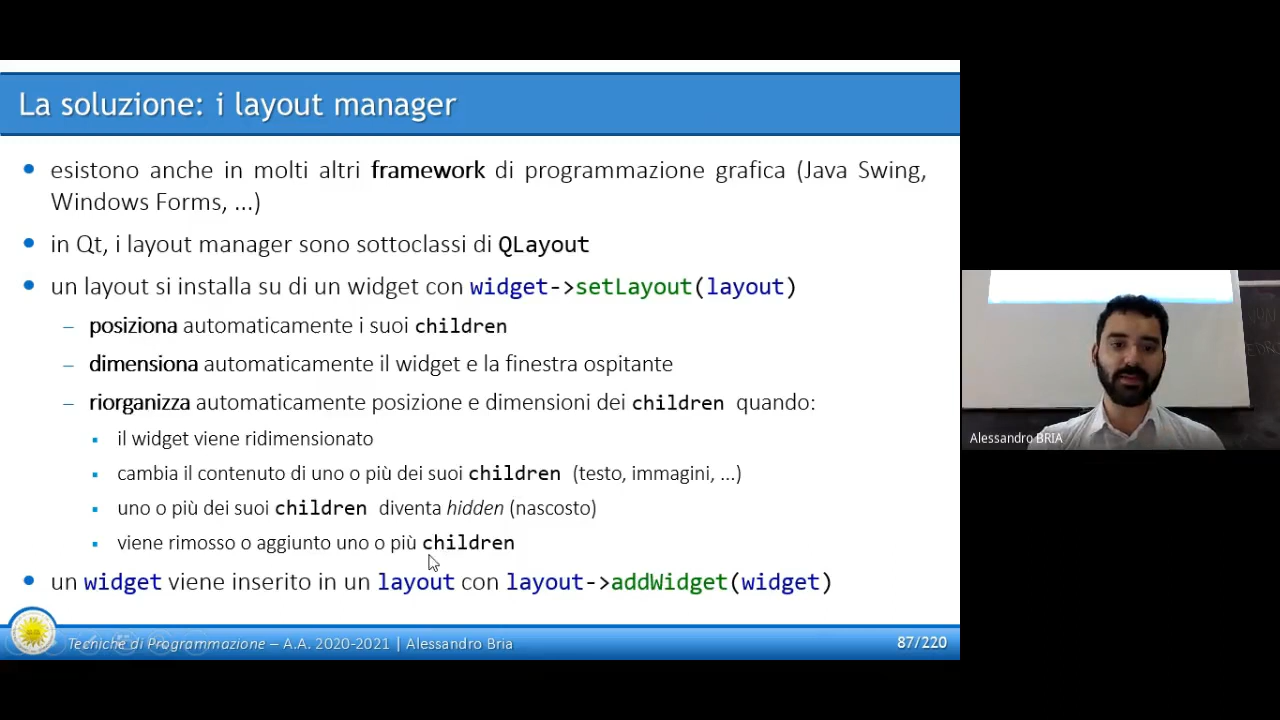 La soluzione: i layout manager
esistono anche in molti altri framework di programmazione grafica (Java Swing,
Windows Forms, ...)
in Qt, i layout manager sono sottoclassi di QLayout
un layout si installa su di un widget con widget->setLayout(layout)
– posiziona automaticamente i suoi children
– dimensiona automaticamente il widget e la finestra ospitante
– riorganizza automaticamente posizione e dimensioni dei children quando:
il widget viene ridimensionato
cambia il contenuto di uno o più dei suoi children (testo, immagini, ...)
uno o più dei suoi children diventa hidden (nascosto)
viene rimosso o aggiunto uno o più children
un widget viene inserito in un layout con layout->addWidget(widget)
Tecniche di Programmazione – A.A. 2020-2021 | Alessandro Bria
87/220
Alessandro BRIA